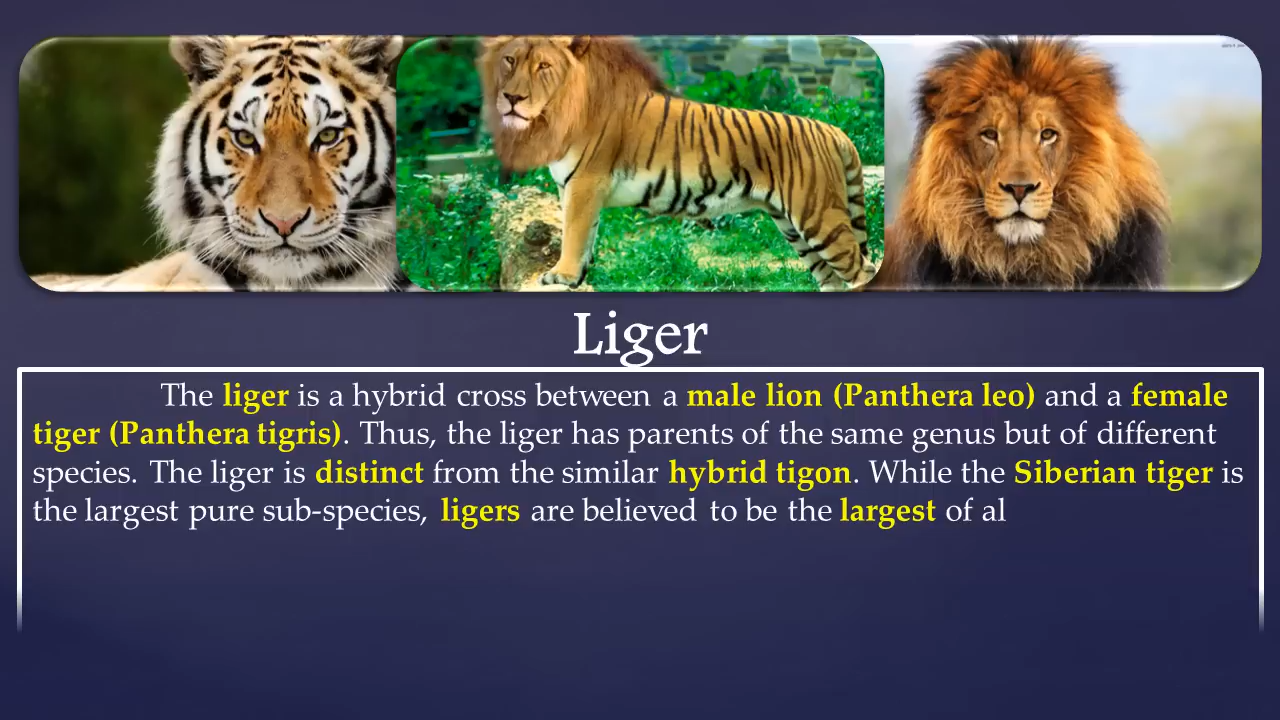 Liger
The liger is a hybrid cross between a male lion (Panthera leo) and a female
tiger (Panthera tigris). Thus, the liger has parents of the same genus but of different
species. The liger is distinct from the similar hybrid tigon. While the Siberian tiger is
the largest pure sub-species, ligers are believed to be the largest of al